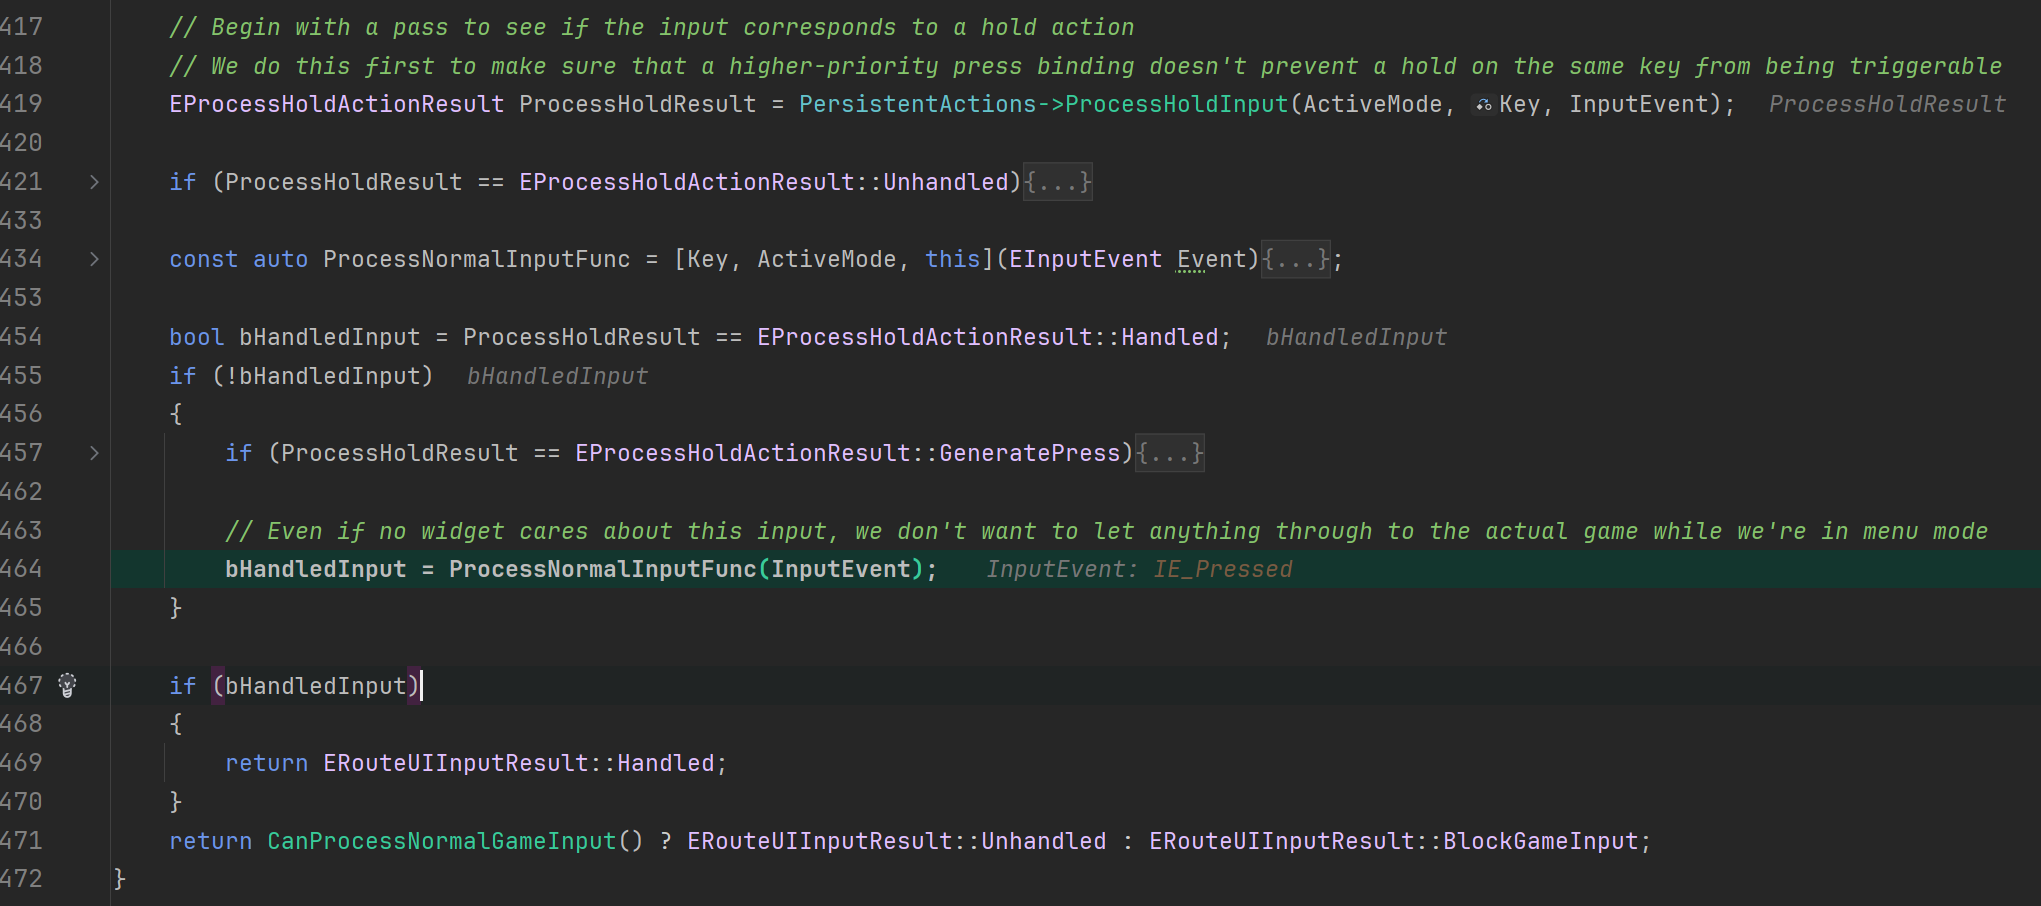 417 // Begin with a pass to see if the input corresponds to a hold action
418 // We do this first to make sure that a higher-priority press binding doesn't prevent a hold on the same key from being triggerable
419 EProcessHoldActionResult ProcessHoldResult = PersistentActions->ProcessHoldInput(ActiveMode, Key, InputEvent); ProcessHoldResult
420
421 if (ProcessHoldResult == EProcessHoldActionResult::Unhandled){...}
433
434 const auto ProcessNormalInputFunc = [Key, ActiveMode, this](EInputEvent Event){...};
453
454 bool bHandledInput = ProcessHoldResult == EProcessHoldActionResult::Handled; bHandledInput
455 if (!bHandledInput) bHandledInput
456 {
457 if (ProcessHoldResult == EProcessHoldActionResult::GeneratePress){...}
462
463 // Even if no widget cares about this input, we don't want to let anything through to the actual game while we're in menu mode
464 bHandledInput = ProcessNormalInputFunc(InputEvent); InputEvent: IE_Pressed
465 }
466
467 if (bHandledInput)
468 {
469 return ERouteUIInputResult::Handled;
470 }
471 return CanProcessNormalGameInput() ? ERouteUIInputResult::Unhandled : ERouteUIInputResult::BlockGameInput;
472 }